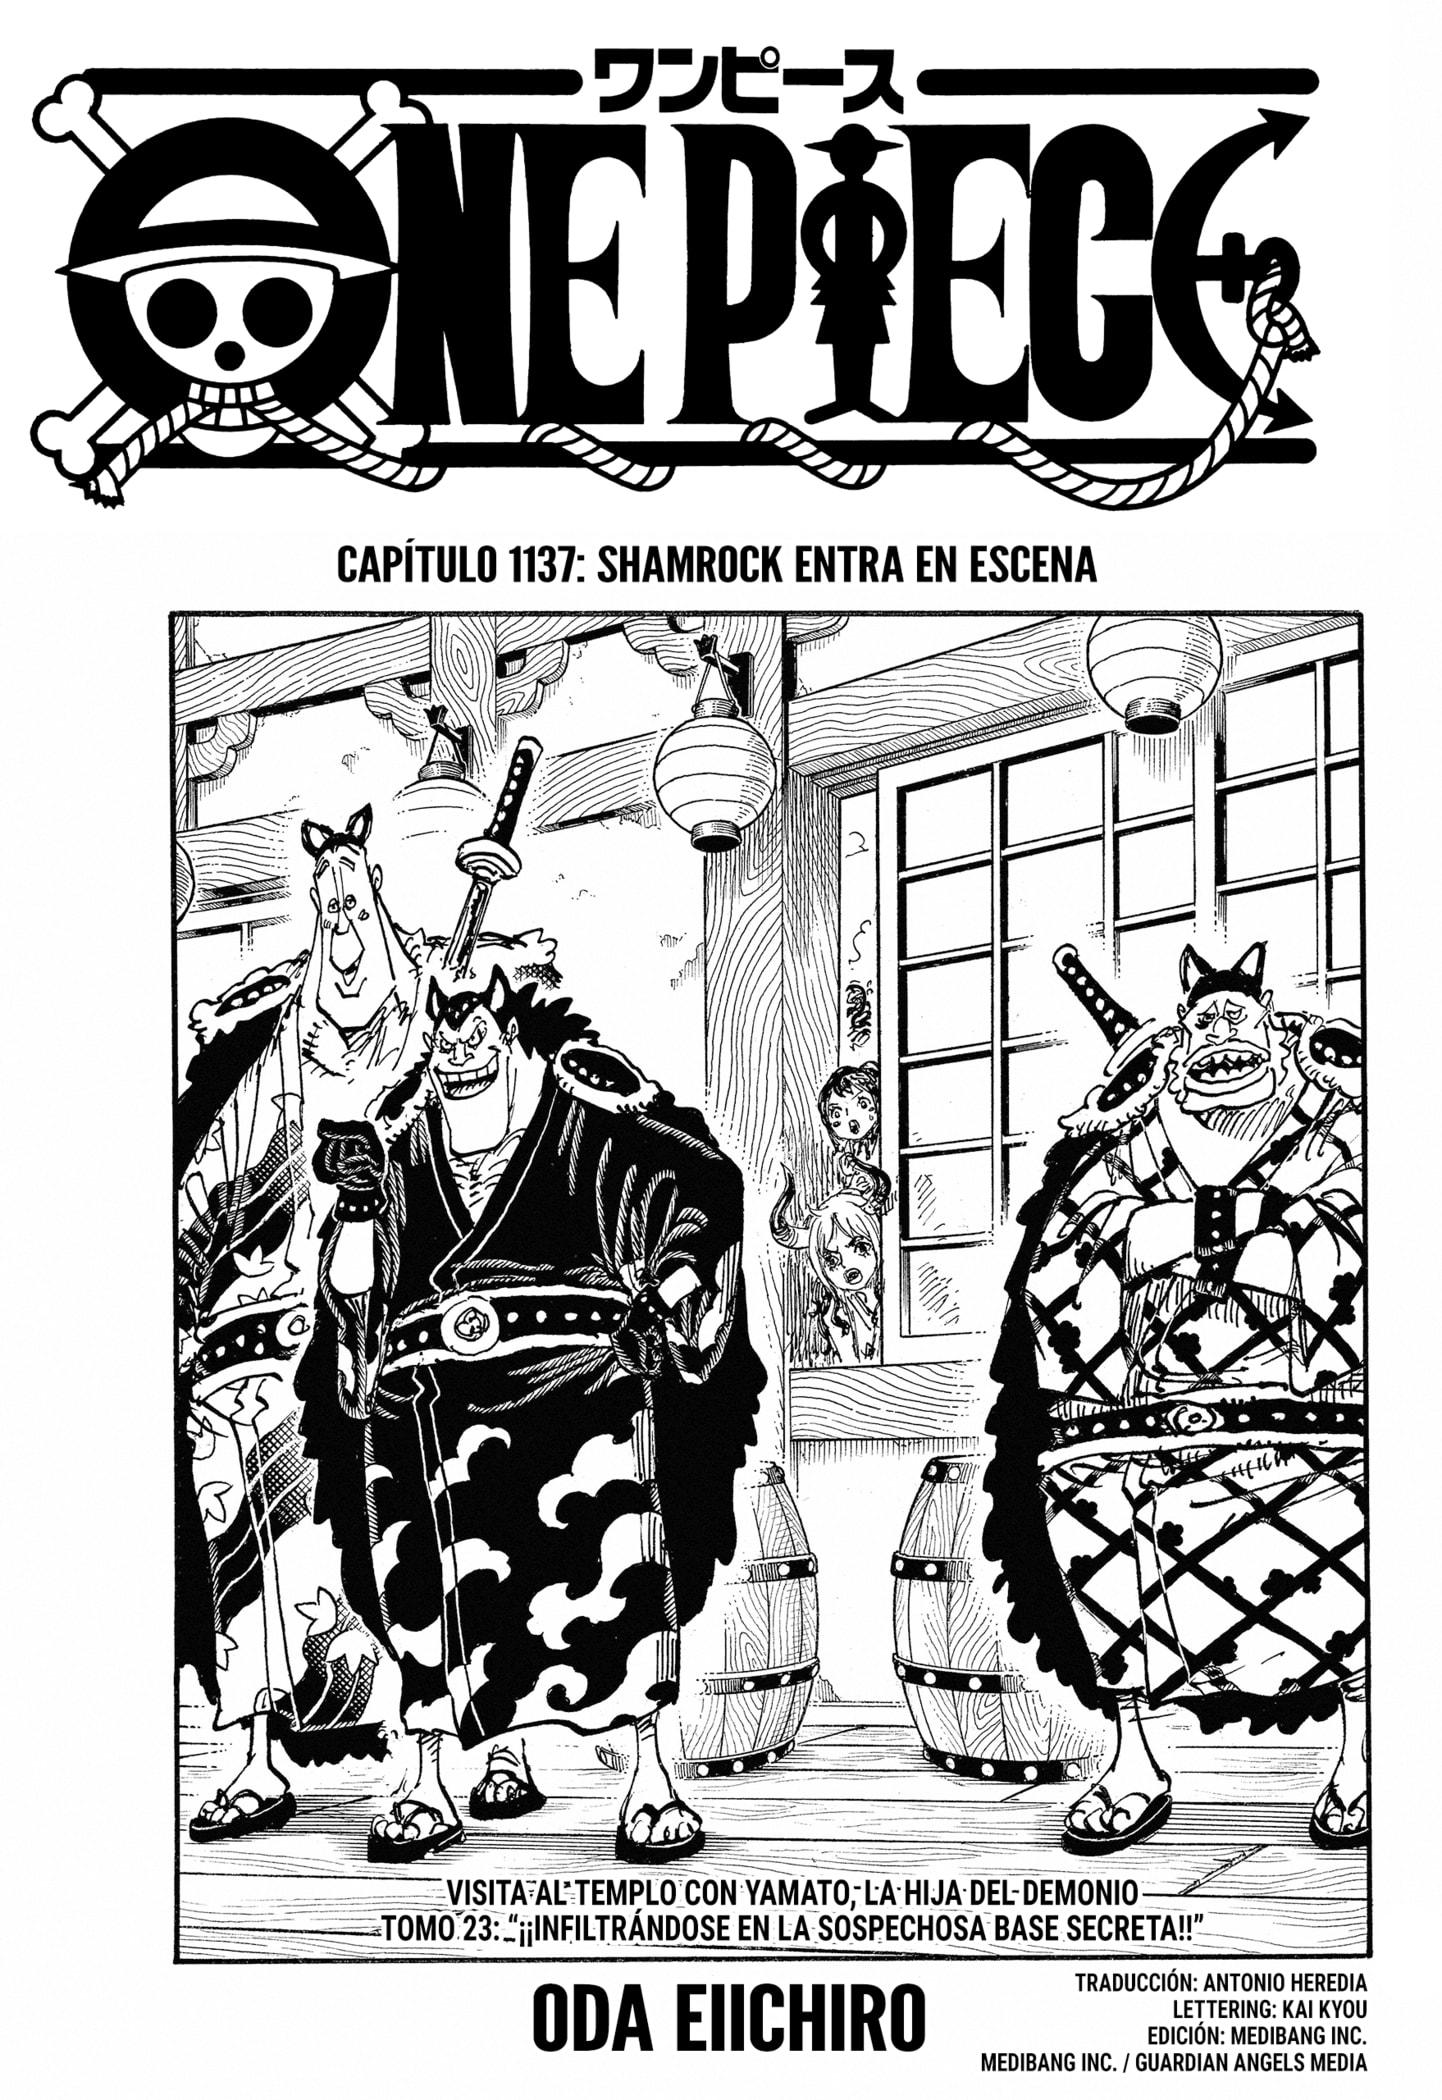 ワンピース
ONE PIECE
CAPÍTULO 1137: SHAMROCK ENTRA EN ESCENA
VISITA AL TEMPLO CON YAMATO, LA HIJA DEL DEMONIO
TOMO 23: “¡¡INFILTRÁNDOSE EN LA SOSPECHOSA BASE SECRETA!!”
ODA EIICHIRO
TRADUCCIÓN: ANTONIO HEREDIA
LETTERING: KAI KYOU
EDICIÓN: MEDIBANG INC.
MEDIBANG INC. / GUARDIAN ANGELS MEDIA